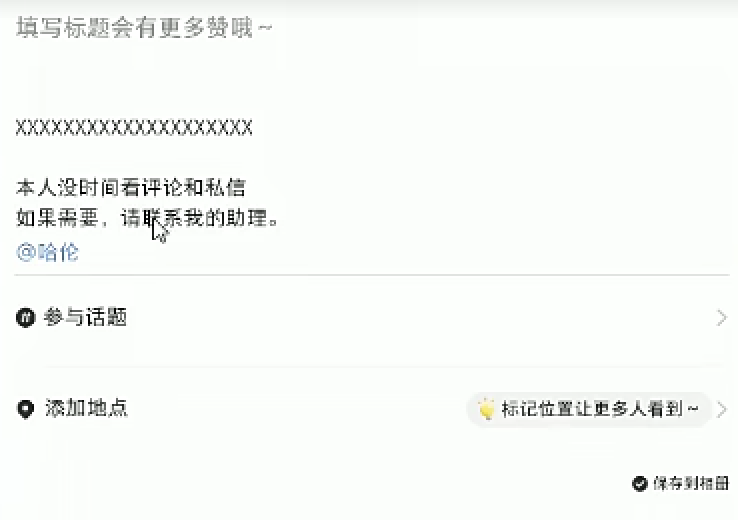 填写标题会有更多赞哦~
XXXXXXXXXXXXXXXXXXXX
本人没时间看评论和私信
如果需要，请联系我的助理。
@哈伦
参与话题
添加地点
标记位置让更多人看到~
保存到相册